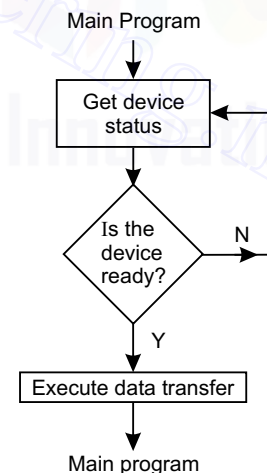 Main Program
Get device
status
Is the
device
ready?
N
Y
Execute data transfer
Main program